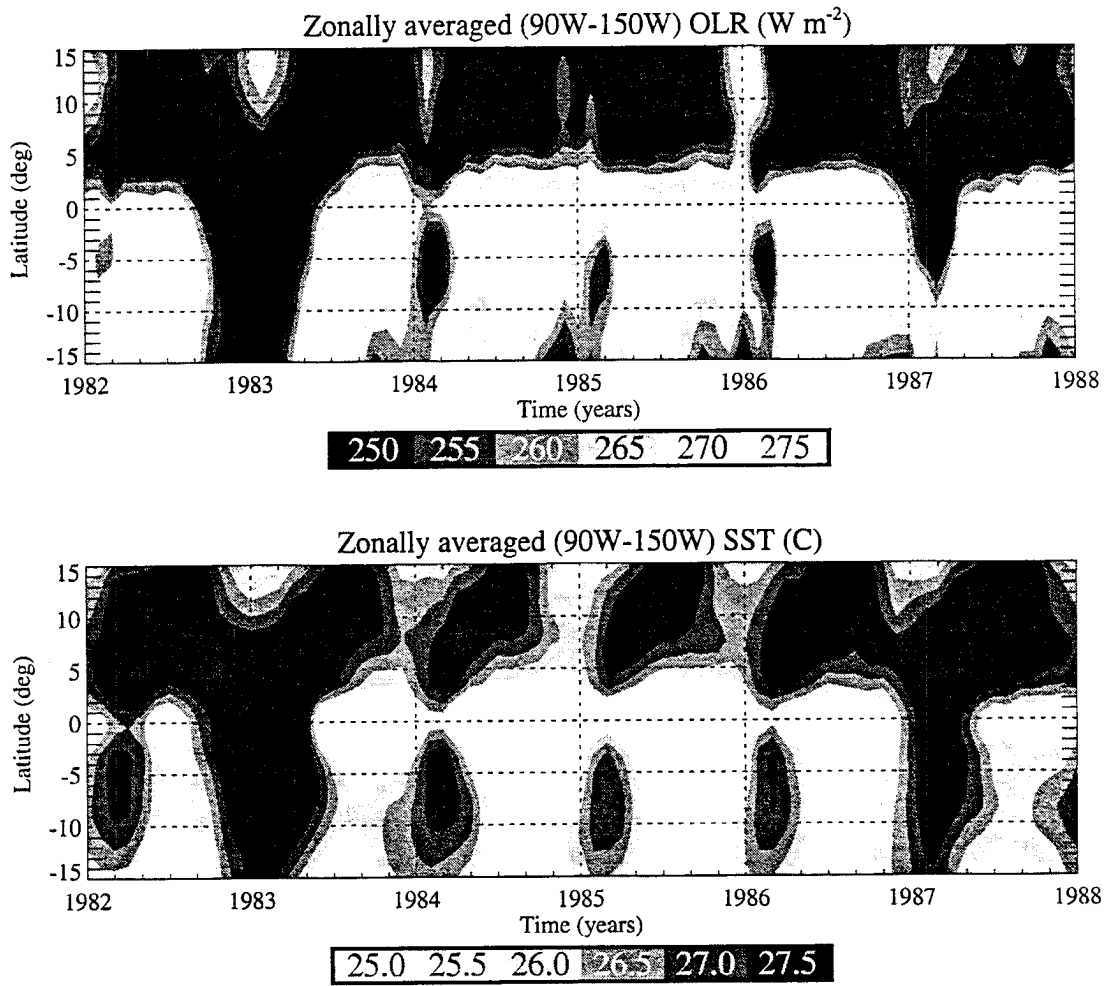 Zonally averaged (90W-150W) OLR (W m-2)
Latitude (deg)
15
10
5
0
-5
-10
-15
1982 1983 1984 1985 1986 1987 1988
Time (years)
250 255 260 265 270 275
Zonally averaged (90W-150W) SST (C)
Latitude (deg)
15
10
5
0
-5
-10
-15
1982 1983 1984 1985 1986 1987 1988
Time (years)
25.0 25.5 26.0 26.5 27.0 27.5